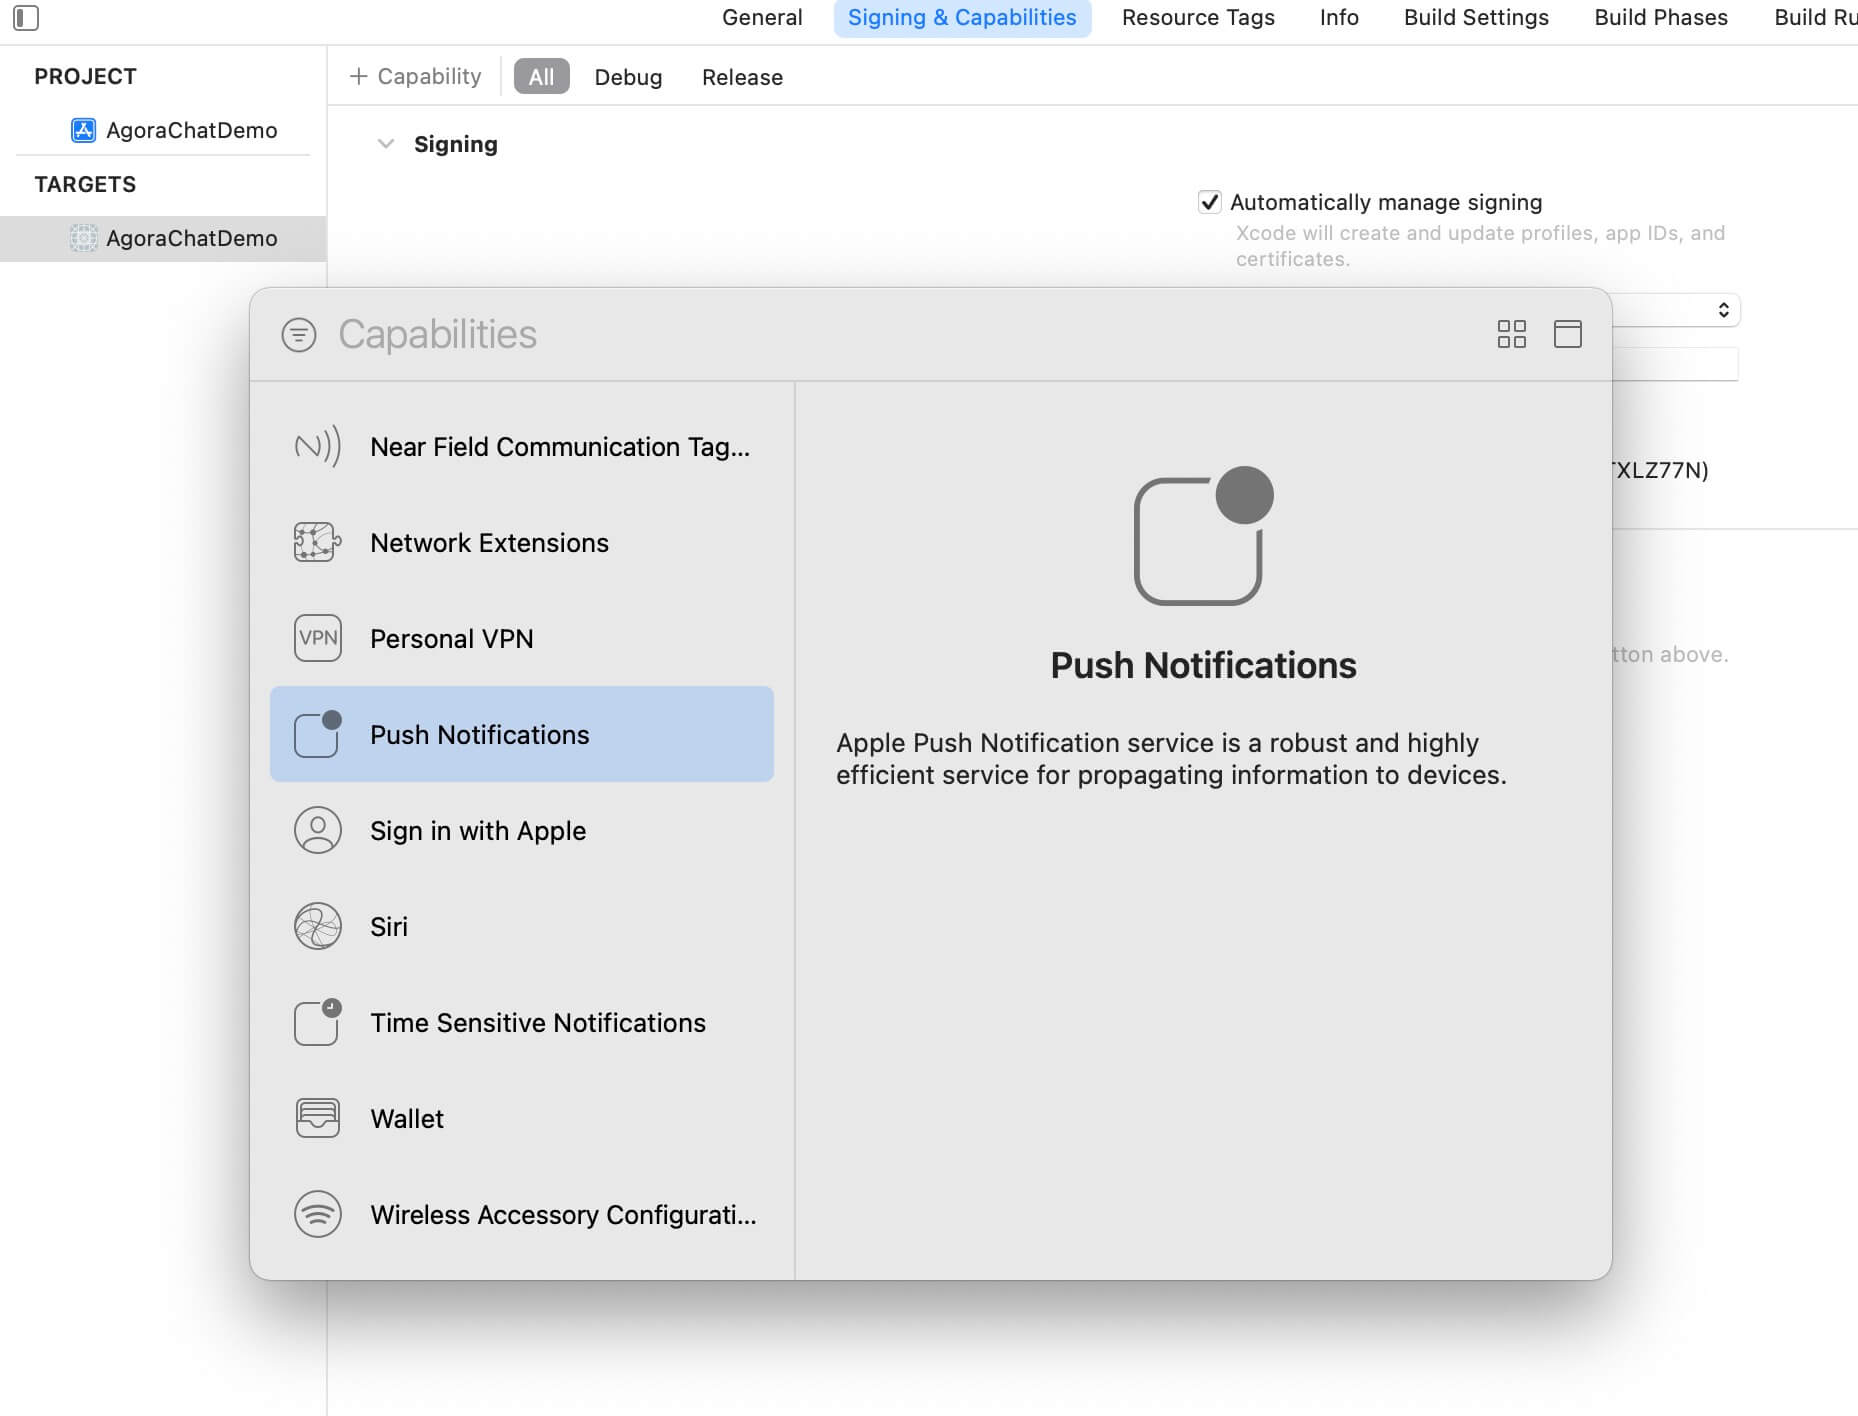 General Signing & Capabilities Resource Tags Info Build Settings Build Phases Build Ru
PROJECT
AgoraChatDemo
TARGETS
AgoraChatDemo
+ Capability All Debug Release
Signing
Automatically manage signing
Xcode will create and update profiles, app IDs, and
certificates.
TXLZ77N)
tton above.
Capabilities
Near Field Communication Tag...
Network Extensions
VPN Personal VPN
Push Notifications
Sign in with Apple
Siri
Time Sensitive Notifications
Wallet
Wireless Accessory Configurati...
Push Notifications
Apple Push Notification service is a robust and highly
efficient service for propagating information to devices.